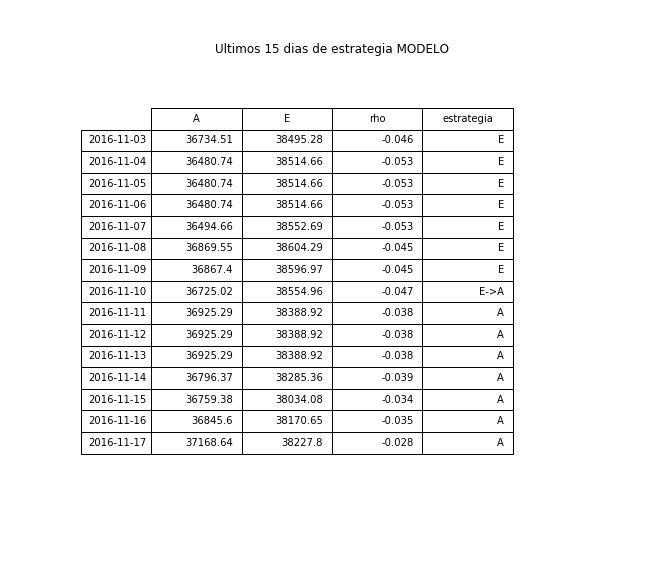 Ultimos 15 dias de estrategia MODELO
A E rho estrategia
2016-11-03 36734.51 38495.28 -0.046 E
2016-11-04 36480.74 38514.66 -0.053 E
2016-11-05 36480.74 38514.66 -0.053 E
2016-11-06 36480.74 38514.66 -0.053 E
2016-11-07 36494.66 38552.69 -0.053 E
2016-11-08 36869.55 38604.29 -0.045 E
2016-11-09 36867.4 38596.97 -0.045 E
2016-11-10 36725.02 38554.96 -0.047 E->A
2016-11-11 36925.29 38388.92 -0.038 A
2016-11-12 36925.29 38388.92 -0.038 A
2016-11-13 36925.29 38388.92 -0.038 A
2016-11-14 36796.37 38285.36 -0.039 A
2016-11-15 36759.38 38034.08 -0.034 A
2016-11-16 36845.6 38170.65 -0.035 A
2016-11-17 37168.64 38227.8 -0.028 A